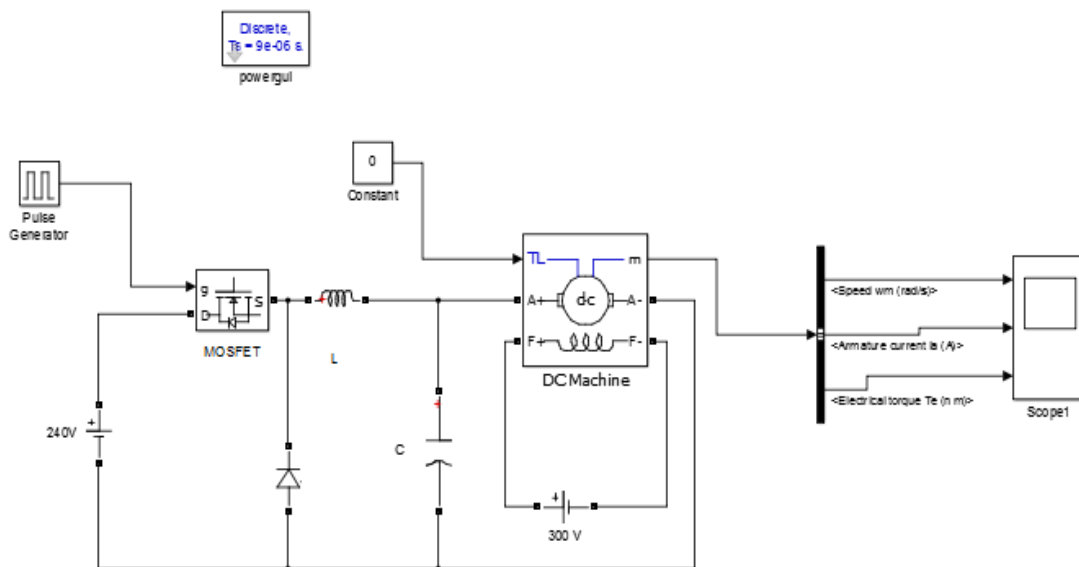 Discrete,
Ts = 9e-06 s.
powergui
0
Constant
Pulse
Generator
g
D
S
MOSFET
L
TL
m
A+
dc
A-
F+
F-
DC Machine
<Speed wm (rad/s)>
<Armature current ia (A)>
<Electrical torque Te (n m)>
Scope1
+
240V
+
C
+
300 V